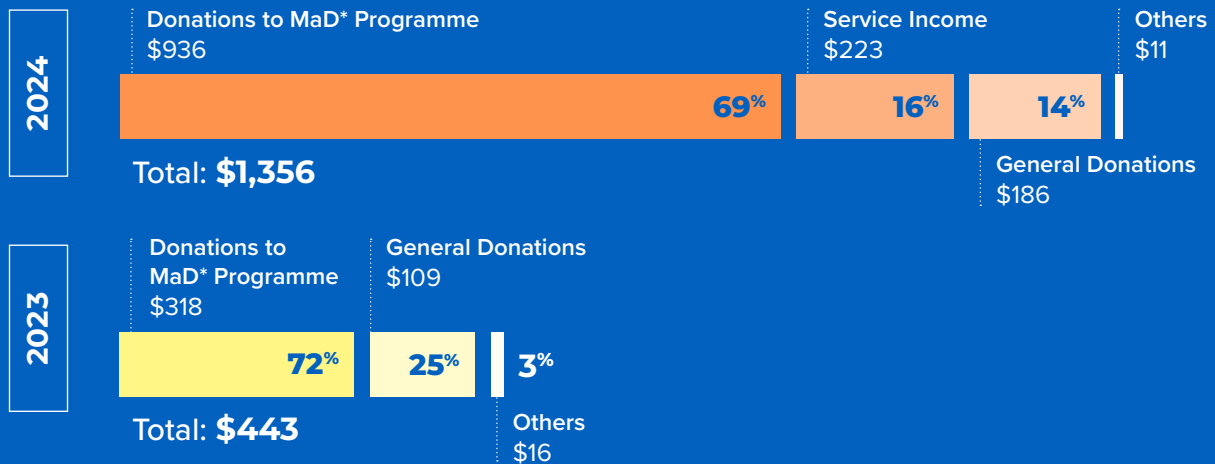 2024
Donations to MaD* Programme
$936
Service Income
$223
Others
$11
69%
16%
14%
General Donations
$186
Total: $1,356
2023
Donations to
MaD* Programme
$318
General Donations
$109
72%
25%
3%
Others
$16
Total: $443